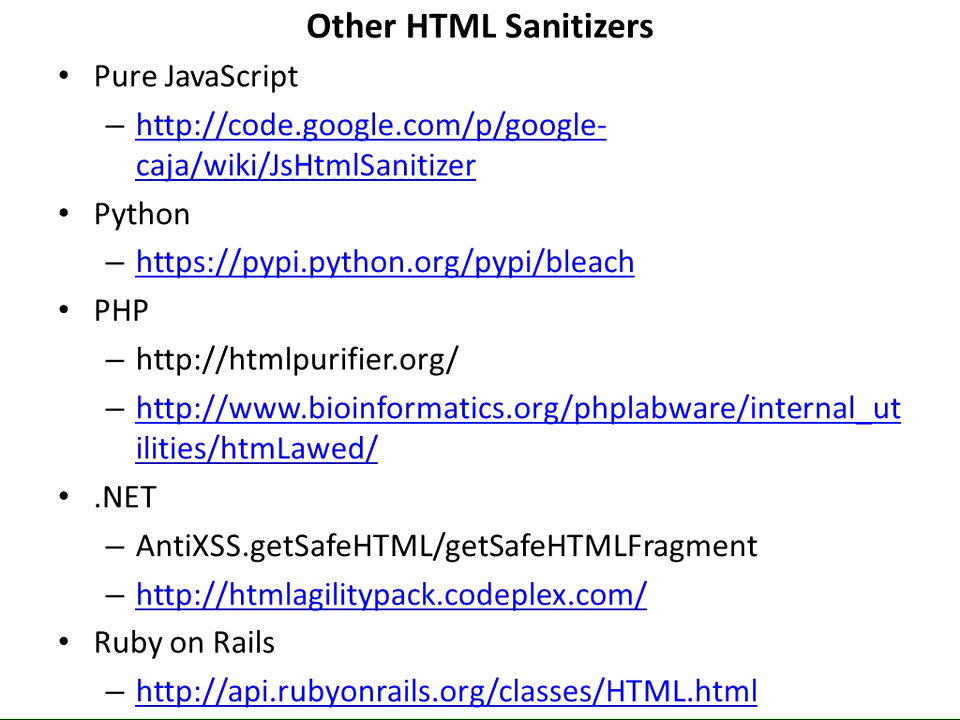 Other HTML Sanitizers
• Pure JavaScript
– http://code.google.com/p/google-
caja/wiki/JsHtmlSanitizer
• Python
– https://pypi.python.org/pypi/bleach
• PHP
– http://htmlpurifier.org/
– http://www.bioinformatics.org/phplabware/internal_ut
ilities/htmLawed/
• .NET
– AntiXSS.getSafeHTML/getSafeHTMLFragment
– http://htmlagilitypack.codeplex.com/
• Ruby on Rails
– http://api.rubyonrails.org/classes/HTML.html